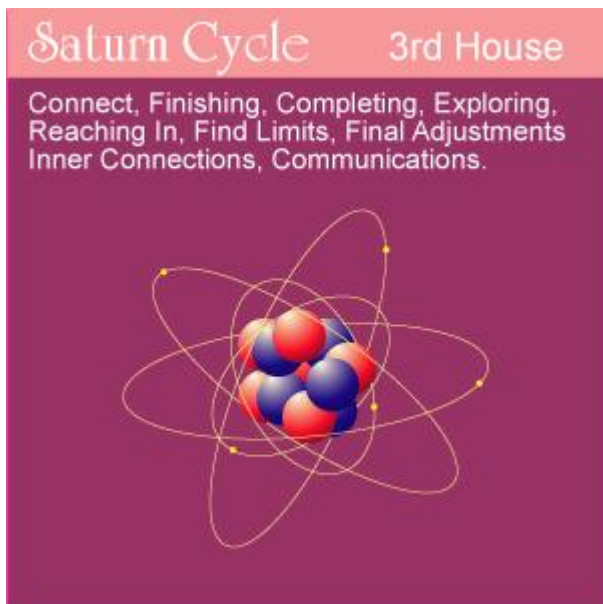 Saturn Cycle 3rd House
Connect, Finishing, Completing, Exploring,
Reaching In, Find Limits, Final Adjustments
Inner Connections, Communications.